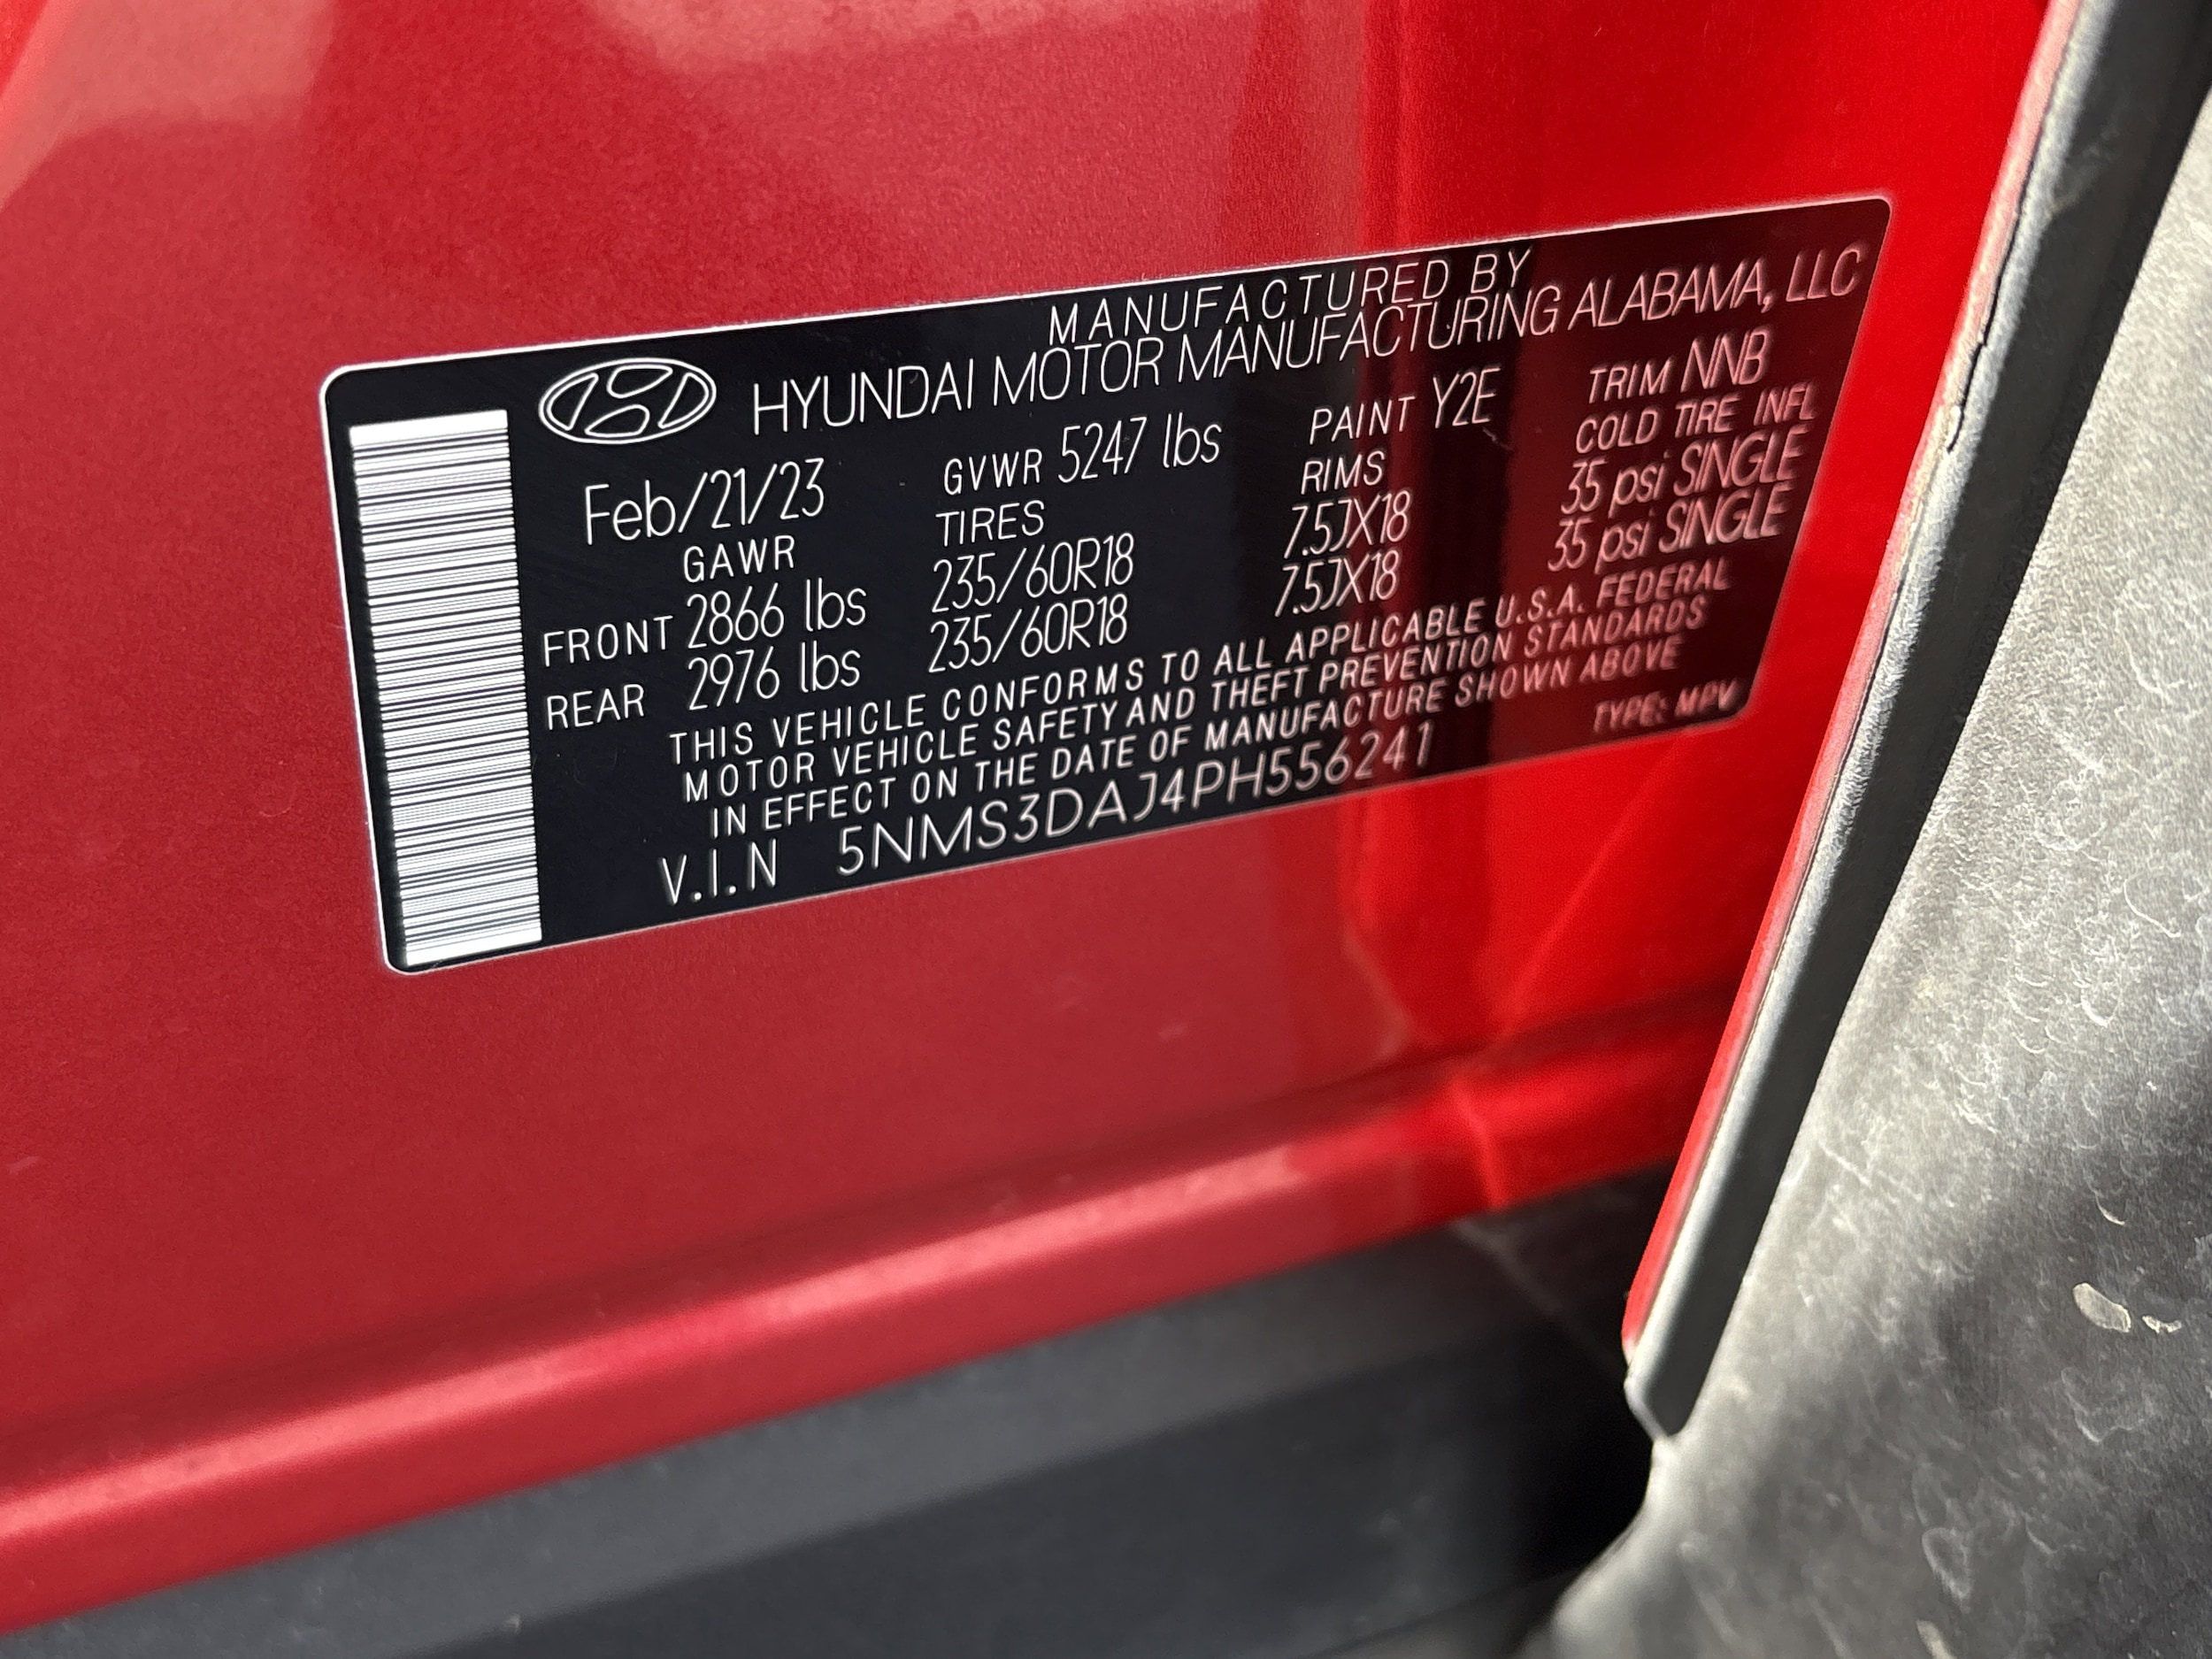 MANUFACTURED BY
HYUNDAI MOTOR MANUFACTURING ALABAMA, LLC
Feb/21/23 GVWR 5247 lbs PAINT Y2E TRIM NNB
GAWR TIRES RIMS COLD TIRE INFL
FRONT 2866 lbs 235/60R18 7.5JX18 35 psi SINGLE
REAR 2976 lbs 235/60R18 7.5JX18 35 psi SINGLE
THIS VEHICLE CONFORMS TO ALL APPLICABLE U.S.A. FEDERAL
MOTOR VEHICLE SAFETY AND THEFT PREVENTION STANDARDS
IN EFFECT ON THE DATE OF MANUFACTURE SHOWN ABOVE
V.I.N 5NMS3DAJ4PH556241 TYPE: MPV